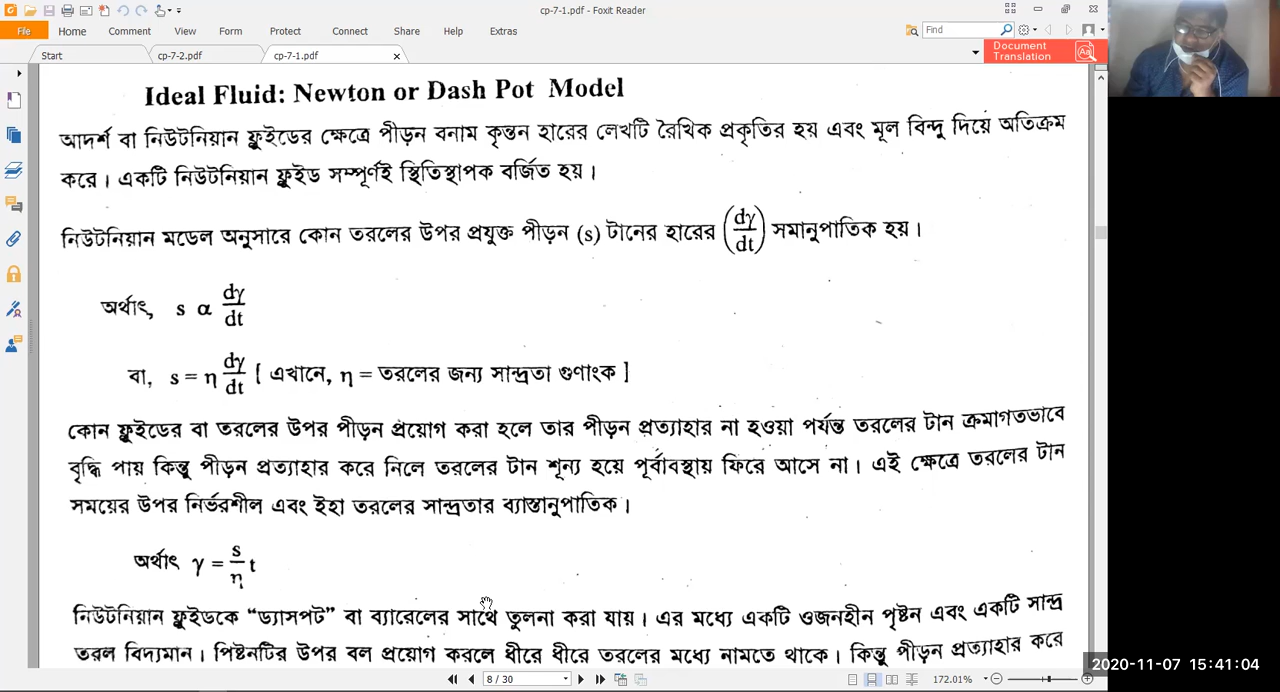 cp-7-1.pdf - Foxit Reader
File Home Comment View Form Protect Connect Share Help Extras
Find
Document Translation
Start cp-7-2.pdf cp-7-1.pdf
Ideal Fluid: Newton or Dash Pot Model
আদর্শ বা নিউটনিয়ান ফ্লুইডের ক্ষেত্রে পীড়ন বনাম কৃন্তন হারের লেখটি রৈখিক প্রকৃতির হয় এবং মূল বিন্দু দিয়ে অতিক্রম
করে। একটি নিউটনিয়ান ফ্লুইড সম্পূর্ণই স্থিতিস্থাপক বর্জিত হয়।
নিউটনিয়ান মডেল অনুসারে কোন তরলের উপর প্রযুক্ত পীড়ন (s) টানের হারের (dγ/dt) সমানুপাতিক হয়।
অর্থাৎ, s α dγ/dt
বা, s = η dγ/dt [ এখানে, η = তরলের জন্য সান্দ্রতা গুণাংক ]
কোন ফ্লুইডের বা তরলের উপর পীড়ন প্রয়োগ করা হলে তার পীড়ন প্রত্যাহার না হওয়া পর্যন্ত তরলের টান ক্রমাগতভাবে
বৃদ্ধি পায় কিন্তু পীড়ন প্রত্যাহার করে নিলে তরলের টান শূন্য হয়ে পূর্বাবস্থায় ফিরে আসে না। এই ক্ষেত্রে তরলের টান
সময়ের উপর নির্ভরশীল এবং ইহা তরলের সান্দ্রতার ব্যাস্তানুপাতিক।
অর্থাৎ γ = s/η t
নিউটনিয়ান ফ্লুইডকে “ড্যাসপট” বা ব্যারেলের সাথে তুলনা করা যায়। এর মধ্যে একটি ওজনহীন পৃষ্টন এবং একটি সান্দ্র
তরল বিদ্যমান। পিষ্টনটির উপর বল প্রয়োগ করলে ধীরে ধীরে তরলের মধ্যে নামতে থাকে। কিন্তু পীড়ন প্রত্যাহার করে
2020-11-07 15:41:04
8 / 30
172.01%